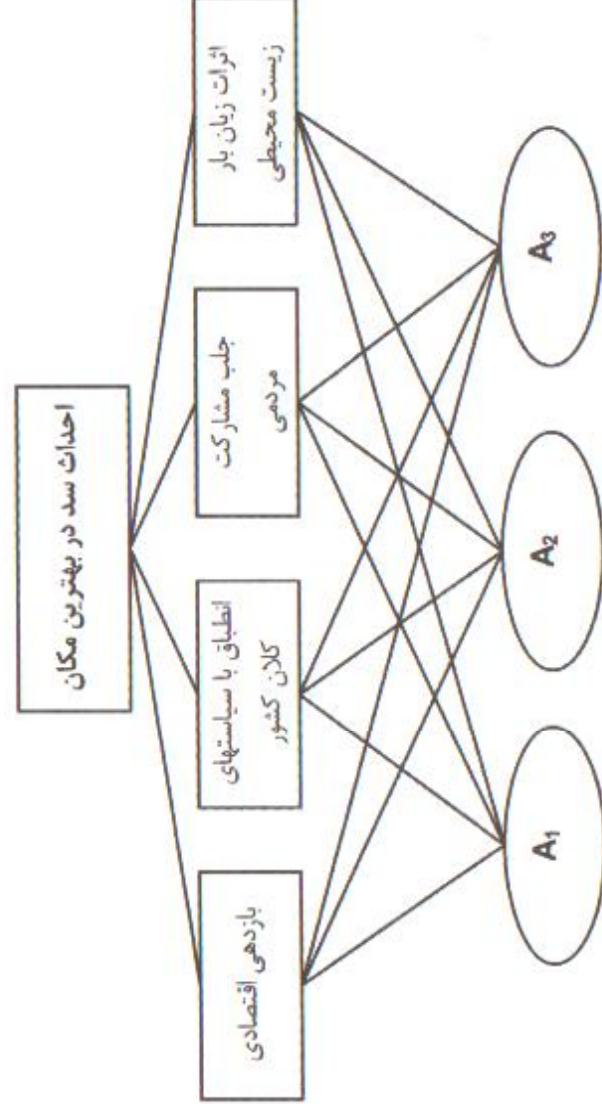 احداث سد در بهترین مکان
اثرات زیان بار
زیست محیطی
جلب مشارکت
مردمی
انطباق با سیاستهای
کلان کشور
بازدهی اقتصادی
A1
A2
A3